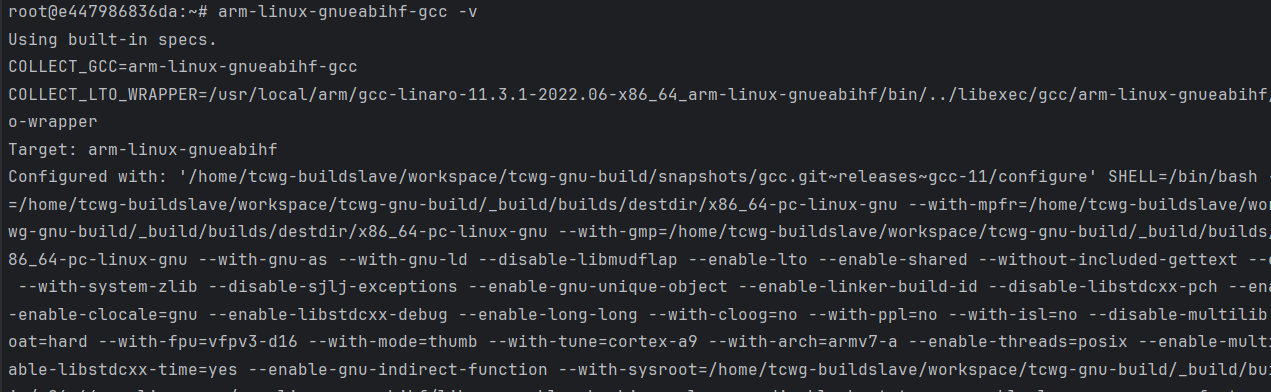 root@e447986836da:~# arm-linux-gnueabihf-gcc -v
Using built-in specs.
COLLECT_GCC=arm-linux-gnueabihf-gcc
COLLECT_LTO_WRAPPER=/usr/local/arm/gcc-linaro-11.3.1-2022.06-x86_64_arm-linux-gnueabihf/bin/../libexec/gcc/arm-linux-gnueabihf/
o-wrapper
Target: arm-linux-gnueabihf
Configured with: '/home/tcwg-buildslave/workspace/tcwg-gnu-build/snapshots/gcc.git~releases~gcc-11/configure' SHELL=/bin/bash
=/home/tcwg-buildslave/workspace/tcwg-gnu-build/_build/builds/destdir/x86_64-pc-linux-gnu --with-mpfr=/home/tcwg-buildslave/wor
wg-gnu-build/_build/builds/destdir/x86_64-pc-linux-gnu --with-gmp=/home/tcwg-buildslave/workspace/tcwg-gnu-build/_build/builds/
86_64-pc-linux-gnu --with-gnu-as --with-gnu-ld --disable-libmudflap --enable-lto --enable-shared --without-included-gettext
--with-system-zlib --disable-sjlj-exceptions --enable-gnu-unique-object --enable-linker-build-id --disable-libstdcxx-pch --ena
-enable-clocale=gnu --enable-libstdcxx-debug --enable-long-long --with-cloog=no --with-ppl=no --with-isl=no --disable-multilib
oat=hard --with-fpu=vfpv3-d16 --with-mode=thumb --with-tune=cortex-a9 --with-arch=armv7-a --enable-threads=posix --enable-mult
able-libstdcxx-time=yes --enable-gnu-indirect-function --with-sysroot=/home/tcwg-buildslave/workspace/tcwg-gnu-build/_build/bui